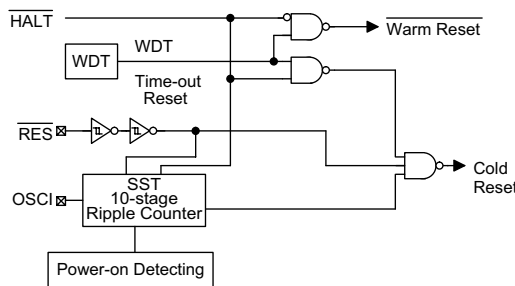 HALT
Warm Reset
WDT
WDT
Time-out
Reset
RES
Cold
Reset
OSCI
SST
10-stage
Ripple Counter
Power-on Detecting